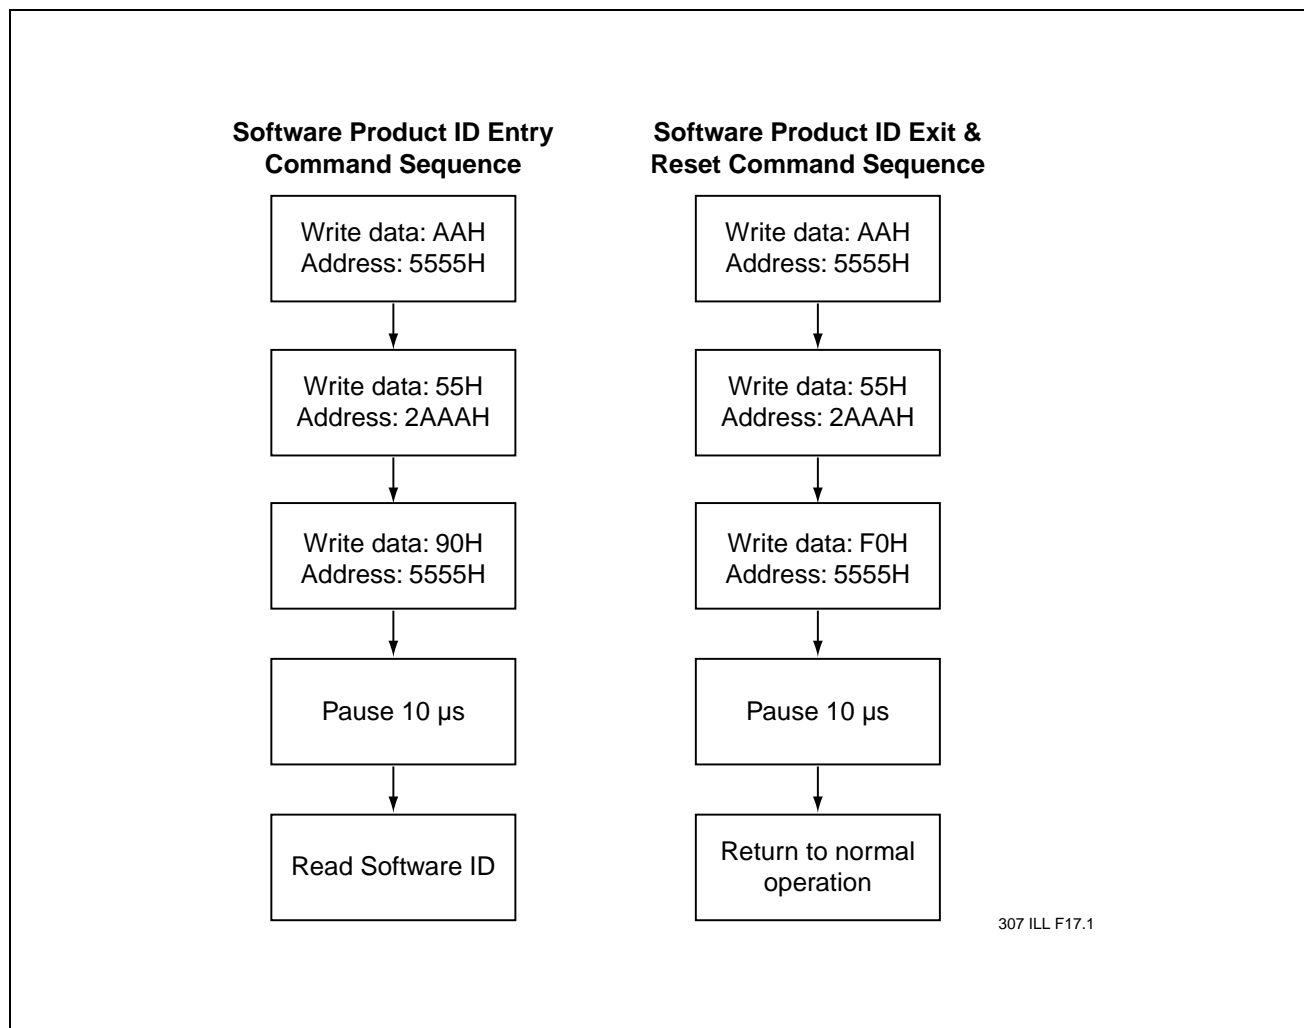 Software Product ID Entry
Command Sequence
Write data: AAH
Address: 5555H
Write data: 55H
Address: 2AAAH
Write data: 90H
Address: 5555H
Pause 10 µs
Read Software ID
Software Product ID Exit &
Reset Command Sequence
Write data: AAH
Address: 5555H
Write data: 55H
Address: 2AAAH
Write data: F0H
Address: 5555H
Pause 10 µs
Return to normal
operation
307 ILL F17.1